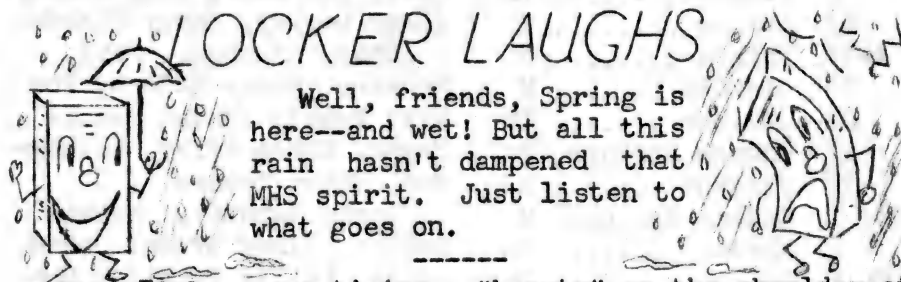 LOCKER LAUGHS
Well, friends, Spring is
here--and wet! But all this
rain hasn't dampened that
MHS spirit. Just listen to
what goes on.
------